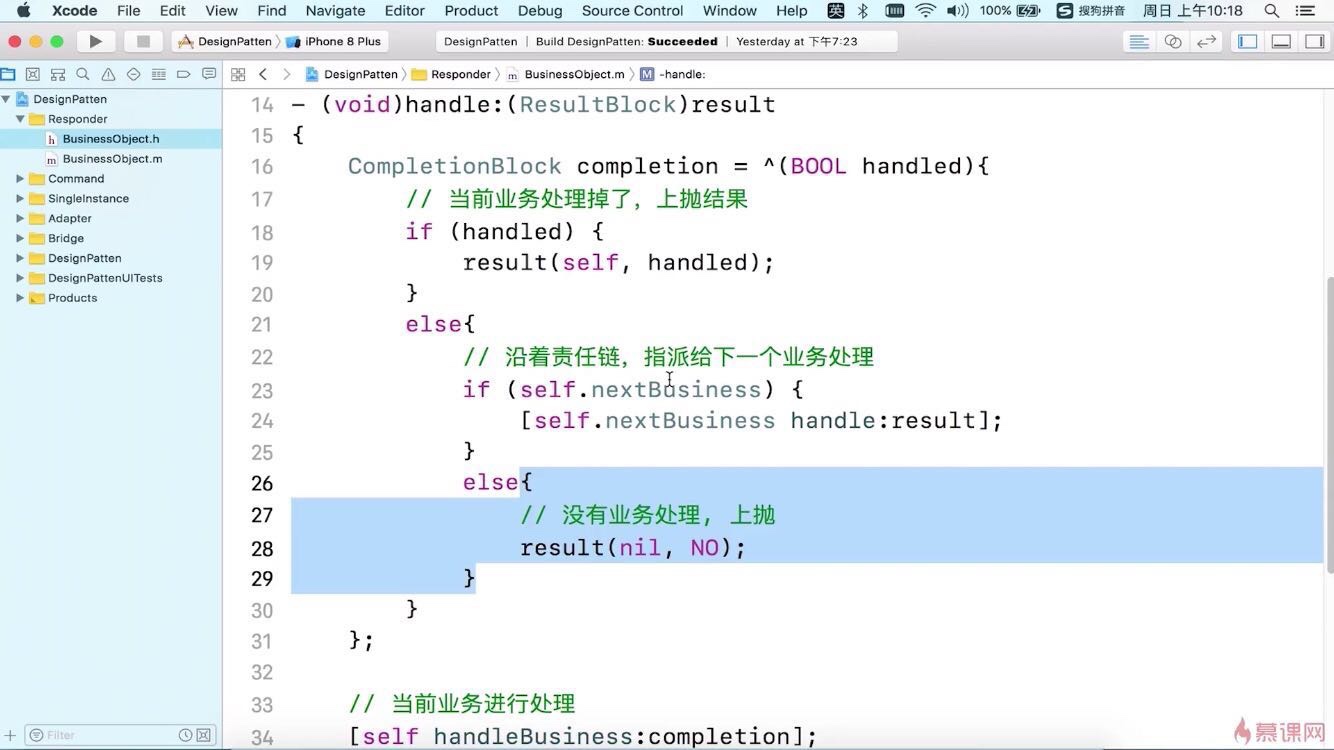 Xcode File Edit View Find Navigate Editor Product Debug Source Control Window Help 英 100% 搜狗拼音 周日 上午10:18
DesignPatten iPhone 8 Plus DesignPatten | Build DesignPatten: Succeeded | Yesterday at 下午7:23
DesignPatten Responder m BusinessObject.m M -handle:
DesignPatten
Responder
h BusinessObject.h
m BusinessObject.m
Command
SingleInstance
Adapter
Bridge
DesignPatten
DesignPattenUITests
Products
Filter
14 - (void)handle:(ResultBlock)result
15 {
16 CompletionBlock completion = ^(BOOL handled){
17 // 当前业务处理掉了，上抛结果
18 if (handled) {
19 result(self, handled);
20 }
21 else{
22 // 沿着责任链，指派给下一个业务处理
23 if (self.nextBusiness) {
24 [self.nextBusiness handle:result];
25 }
26 else{
27 // 没有业务处理, 上抛
28 result(nil, NO);
29 }
30 }
31 };
32
33 // 当前业务进行处理
34 [self handleBusiness:completion];
慕课网